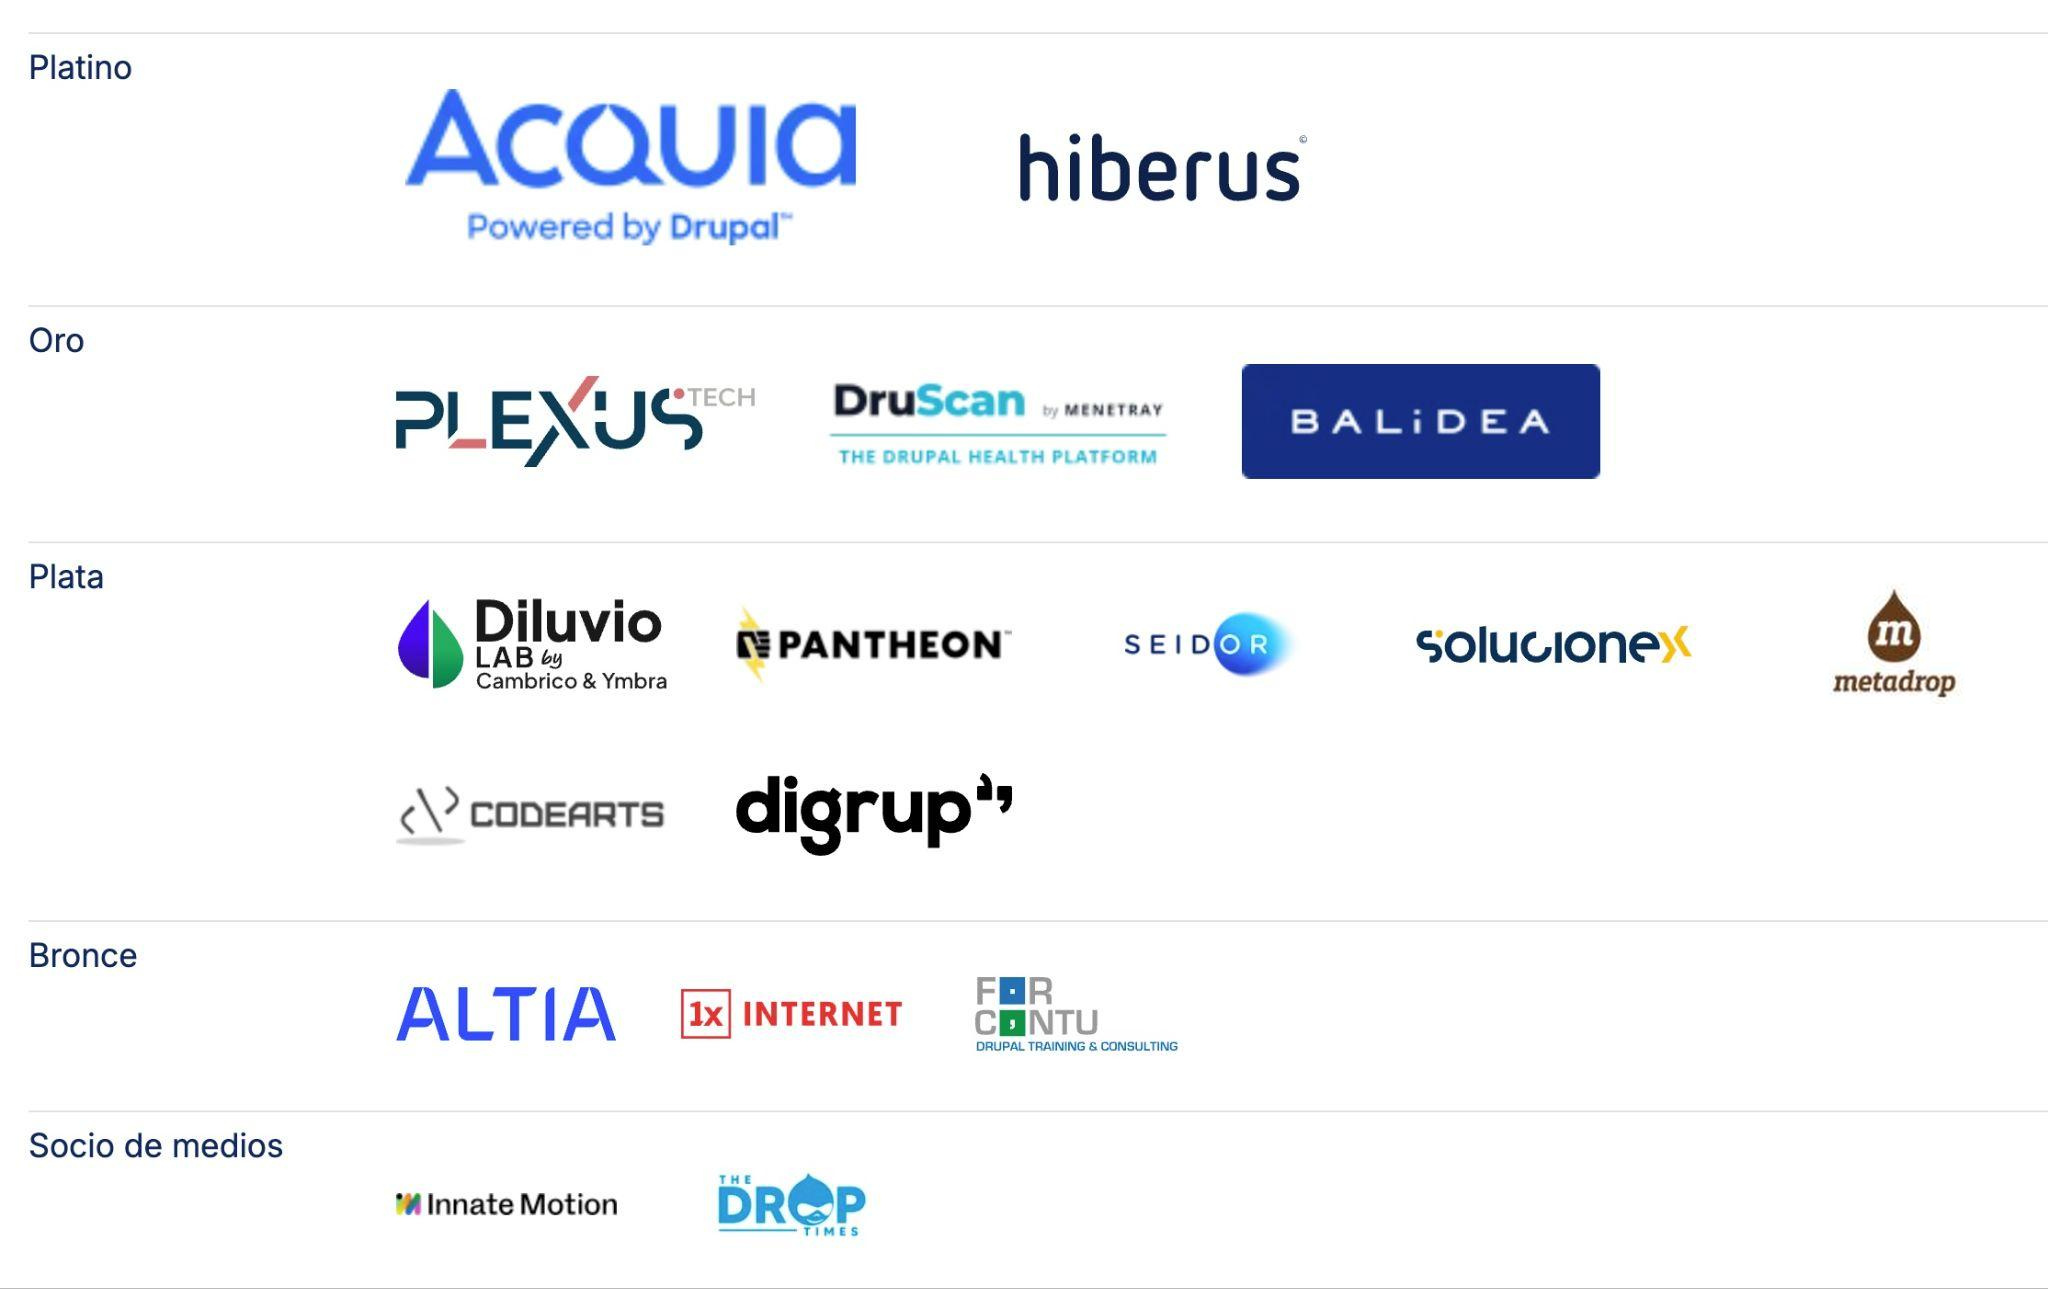 Platino
ACQUIA
Powered by Drupal™
hiberus©
Oro
PLEXUS TECH
DruScan by MENETRAY
THE DRUPAL HEALTH PLATFORM
BALiDEA
Plata
Diluvio
LAB by
Cambrico & Ymbra
PANTHEON™
SEIDOR
solucionex
m
metadrop
CODEARTS
digrup
Bronce
ALTIA
1x INTERNET
FOR
CONTU
DRUPAL TRAINING & CONSULTING
Socio de medios
Innate Motion
THE
DROP
TIMES